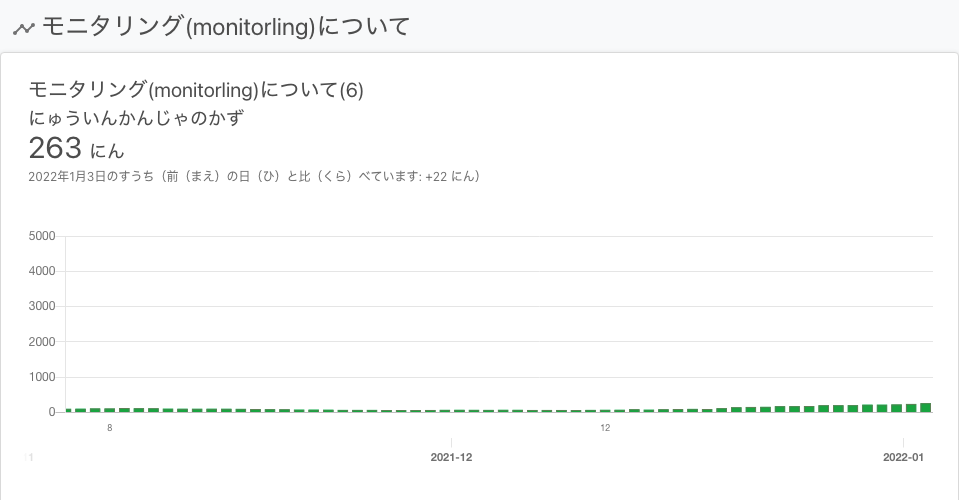 モニタリング(monitorling)について
モニタリング(monitorling)について(6)
にゅういんかんじゃのかず
263 にん
2022年1月3日のすうち（前（まえ）の日（ひ）と比（くら）べています: +22 にん）
5000
4000
3000
2000
1000
0
8 12
1 2021-12 2022-01